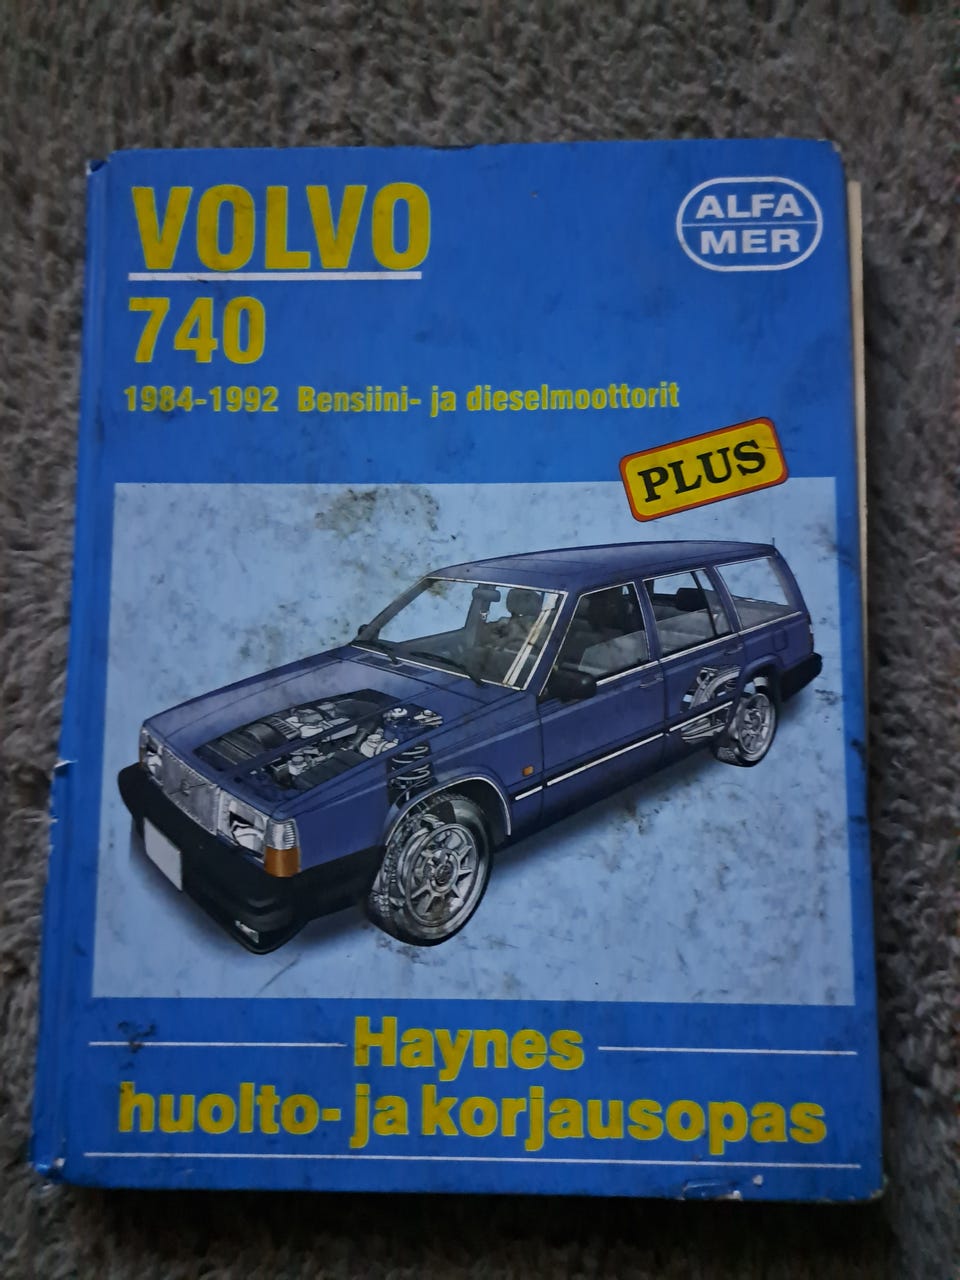 VOLVO
ALFA
MER
740
1984-1992 Bensiini- ja dieselmoottorit
PLUS
Haynes
huolto- ja korjausopas